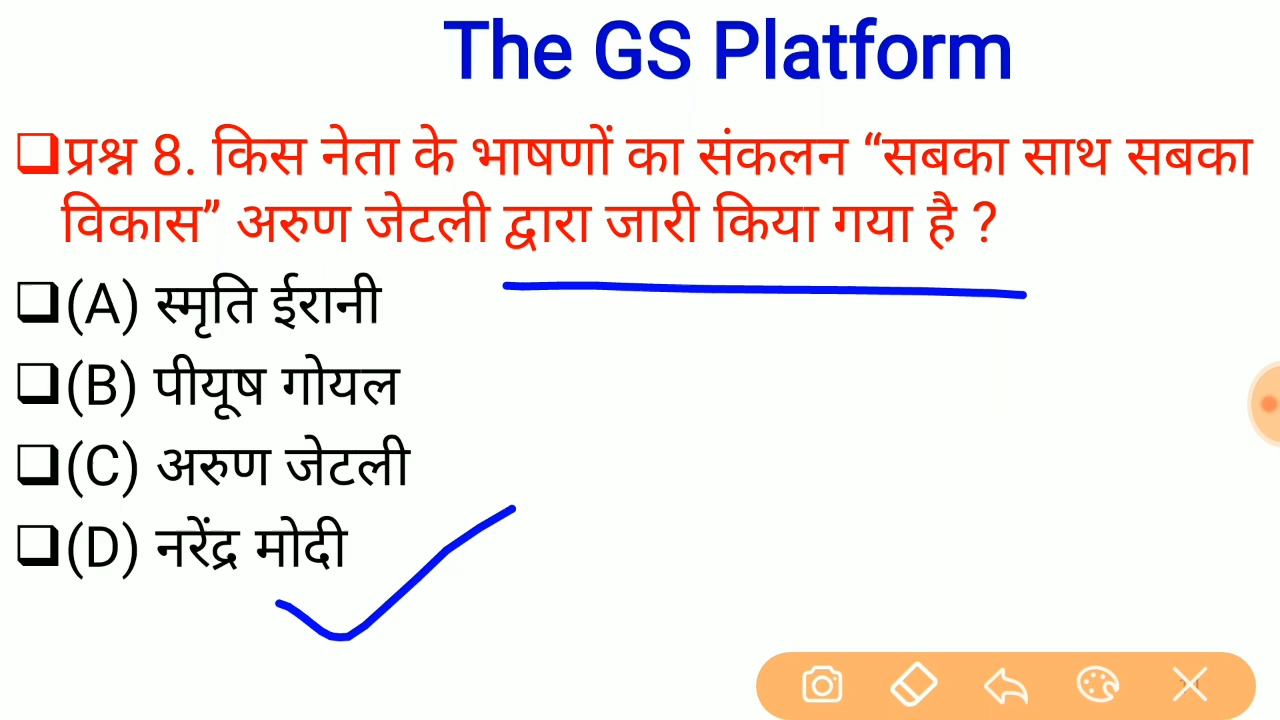 The GS Platform
❑प्रश्न 8. किस नेता के भाषणों का संकलन “सबका साथ सबका
विकास” अरुण जेटली द्वारा जारी किया गया है ?
❑(A) स्मृति ईरानी
❑(B) पीयूष गोयल
❑(C) अरुण जेटली
❑(D) नरेंद्र मोदी